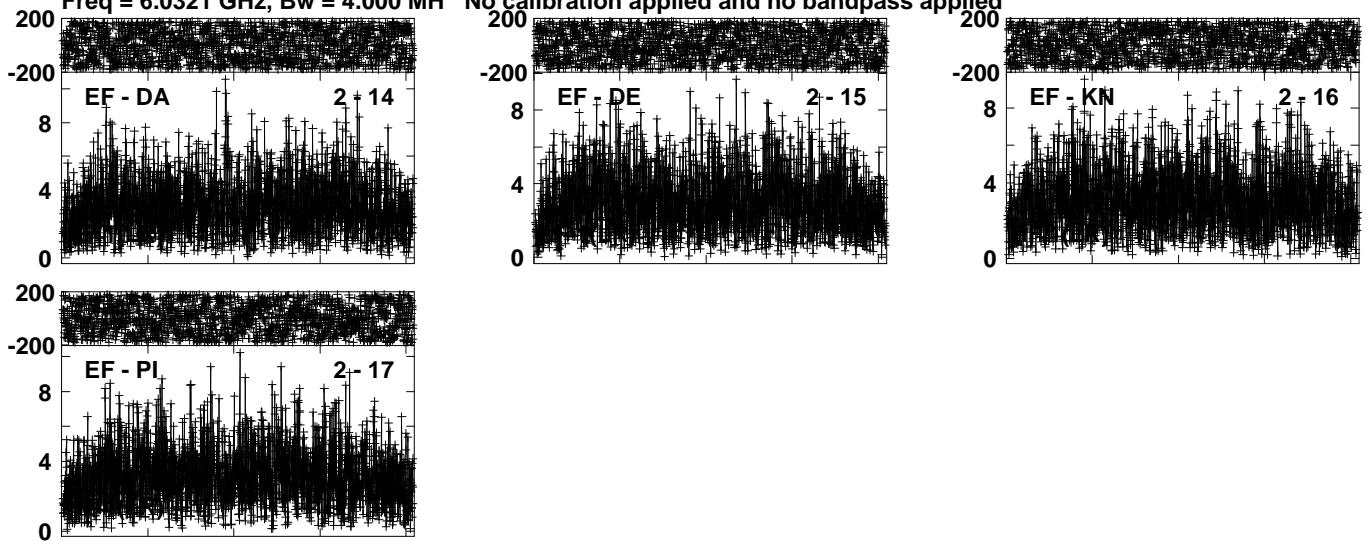 Freq = 6.0321 GHz, Bw = 4.000 MH No calibration applied and no bandpass applied
200 200 200
-200 -200 -200
EF - DA 2 - 14 EF - DE 2 - 15 EF - KN 2 - 16
8 8 8
4 4 4
0 0 0
200
-200
EF - PI 2 - 17
8
4
0